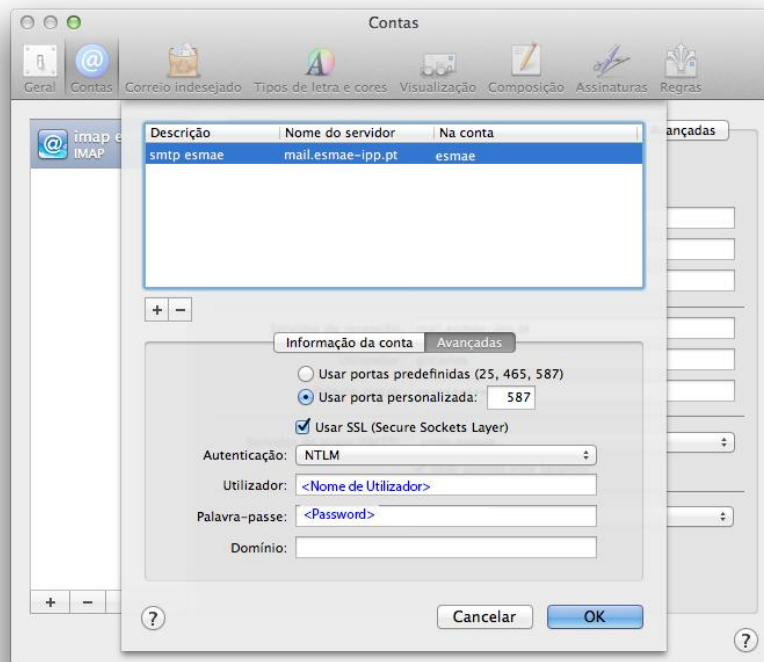 Contas
Geral Contas Correio indesejado Tipos de letra e cores Visualização Composição Assinaturas Regras
imap e
IMAP
ançadas
Descrição Nome do servidor Na conta
smtp esmae mail.esmae-ipp.pt esmae
+ −
Informação da conta Avançadas
Usar portas predefinidas (25, 465, 587)
Usar porta personalizada: 587
Usar SSL (Secure Sockets Layer)
Autenticação: NTLM
Utilizador: <Nome de Utilizador>
Palavra-passe: <Password>
Domínio:
+ −
? Cancelar OK
?